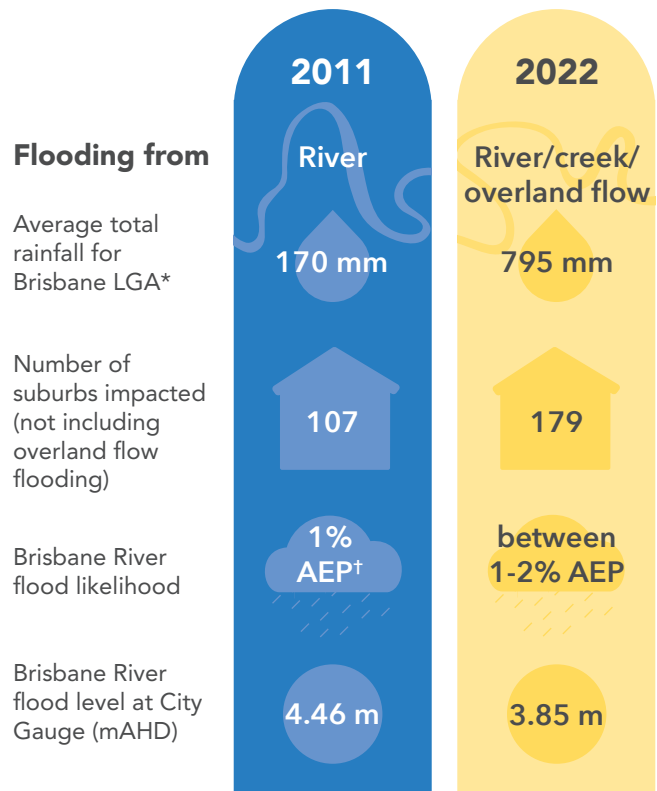 2011
2022
Flooding from
River
River/creek/
overland flow
Average total
rainfall for
Brisbane LGA*
170 mm
795 mm
Number of
suburbs impacted
(not including
overland flow
flooding)
107
179
Brisbane River
flood likelihood
1%
AEP†
between
1-2% AEP
Brisbane River
flood level at City
Gauge (mAHD)
4.46 m
3.85 m